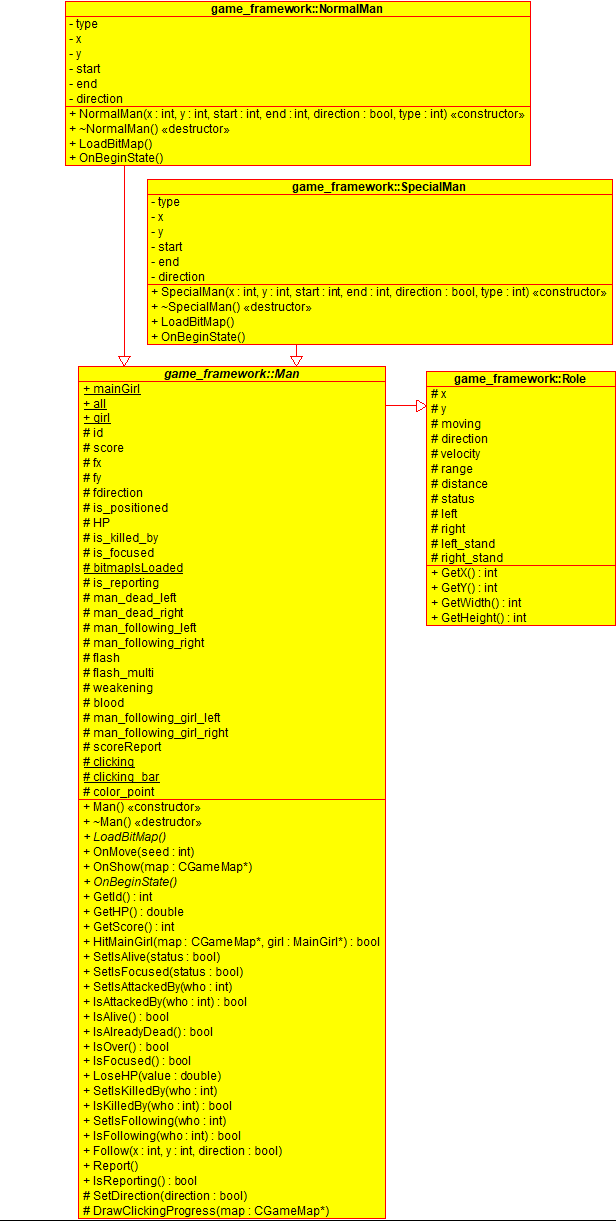 game_framework::NormalMan
- type
- x
- y
- start
- end
- direction
+ NormalMan(x : int, y : int, start : int, end : int, direction : bool, type : int) «constructor»
+ ~NormalMan() «destructor»
+ LoadBitMap()
+ OnBeginState()
game_framework::SpecialMan
- type
- x
- y
- start
- end
- direction
+ SpecialMan(x : int, y : int, start : int, end : int, direction : bool, type : int) «constructor»
+ ~SpecialMan() «destructor»
+ LoadBitMap()
+ OnBeginState()
game_framework::Man
+ mainGirl
+ all
+ girl
# id
# score
# fx
# fy
# fdirection
# is_positioned
# HP
# is_killed_by
# is_focused
# bitmapIsLoaded
# is_reporting
# man_dead_left
# man_dead_right
# man_following_left
# man_following_right
# flash
# flash_multi
# weakening
# blood
# man_following_girl_left
# man_following_girl_right
# scoreReport
# clicking
# clicking_bar
# color_point
+ Man() «constructor»
+ ~Man() «destructor»
+ LoadBitMap()
+ OnMove(seed : int)
+ OnShow(map : CGameMap*)
+ OnBeginState()
+ GetId() : int
+ GetHP() : double
+ GetScore() : int
+ HitMainGirl(map : CGameMap*, girl : MainGirl*) : bool
+ SetIsAlive(status : bool)
+ SetIsFocused(status : bool)
+ SetIsAttackedBy(who : int)
+ IsAttackedBy(who : int) : bool
+ IsAlive() : bool
+ IsAlreadyDead() : bool
+ IsOver() : bool
+ IsFocused() : bool
+ LoseHP(value : double)
+ SetIsKilledBy(who : int)
+ IsKilledBy(who : int) : bool
+ SetIsFollowing(who : int)
+ IsFollowing(who : int) : bool
+ Follow(x : int, y : int, direction : bool)
+ Report()
+ IsReporting() : bool
# SetDirection(direction : bool)
# DrawClickingProgress(map : CGameMap*)
game_framework::Role
# x
# y
# moving
# direction
# velocity
# range
# distance
# status
# left
# right
# left_stand
# right_stand
+ GetX() : int
+ GetY() : int
+ GetWidth() : int
+ GetHeight() : int